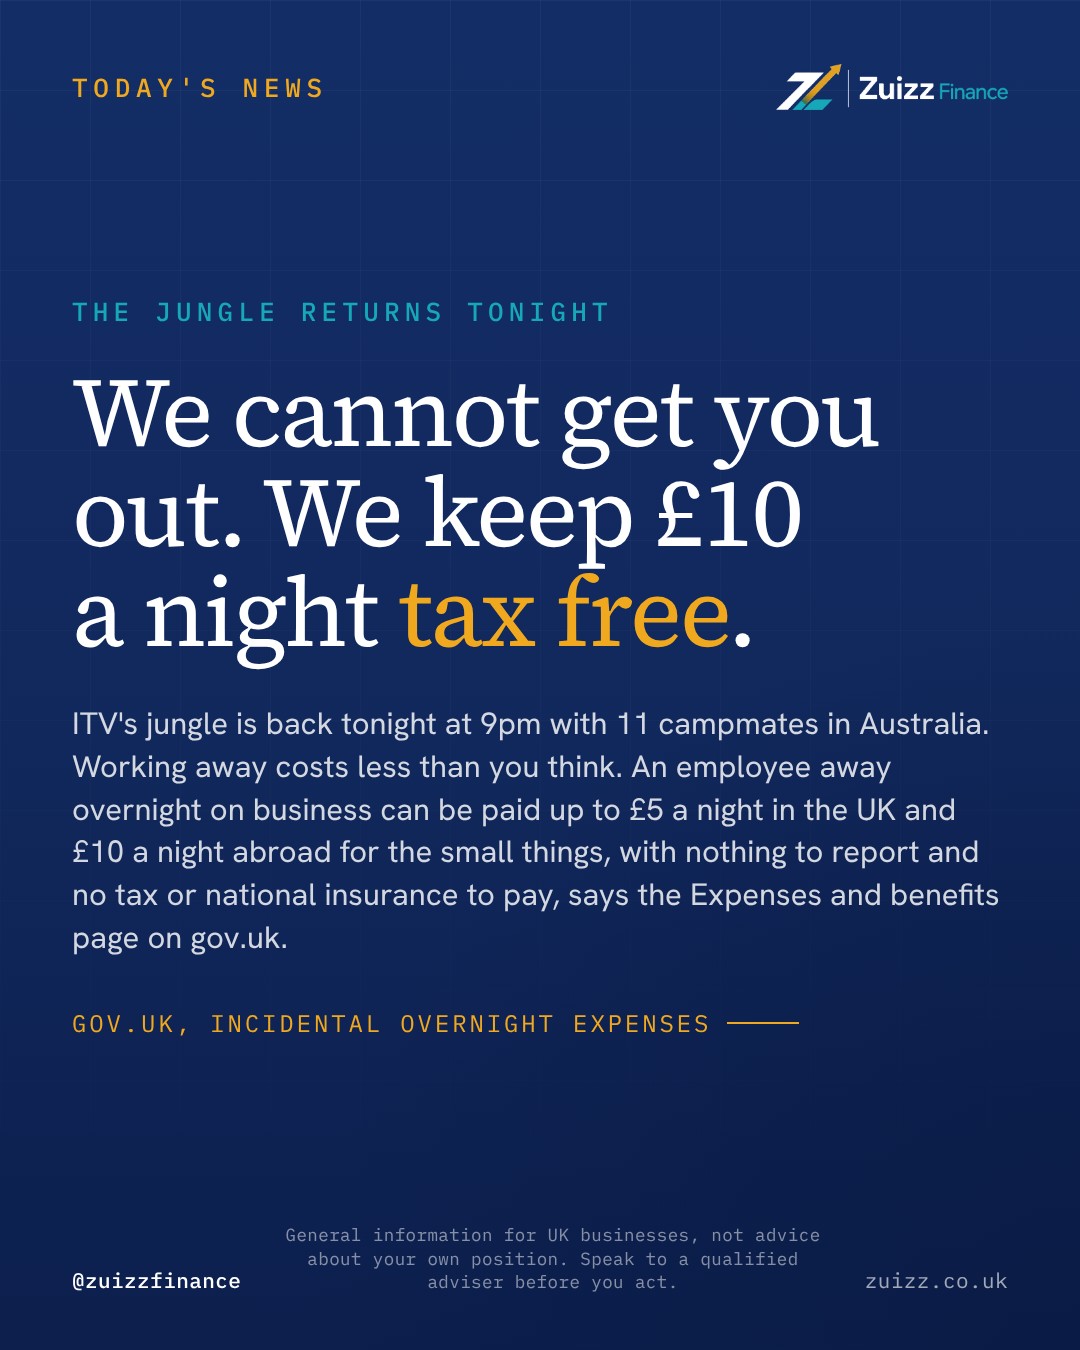 TODAY'S NEWS
Zuizz Finance
THE JUNGLE RETURNS TONIGHT
We cannot get you
out. We keep £10
a night tax free.
ITV's jungle is back tonight at 9pm with 11 campmates in Australia.
Working away costs less than you think. An employee away
overnight on business can be paid up to £5 a night in the UK and
£10 a night abroad for the small things, with nothing to report and
no tax or national insurance to pay, says the Expenses and benefits
page on gov.uk.
GOV.UK, INCIDENTAL OVERNIGHT EXPENSES
General information for UK businesses, not advice
about your own position. Speak to a qualified
adviser before you act.
@zuizzfinance
zuizz.co.uk